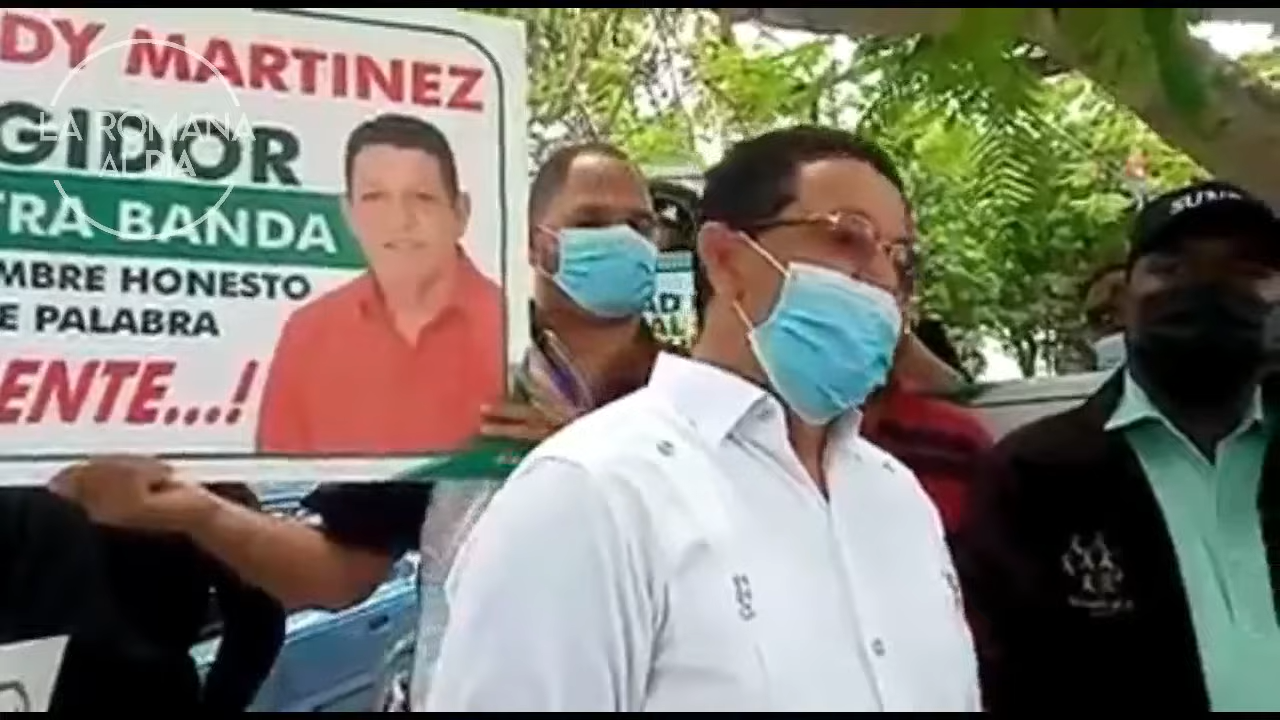 DY MARTINEZ
GIDOR
TRA BANDA
MBRE HONESTO
E PALABRA
ENTE...!
LA ROMANA
AL DIA